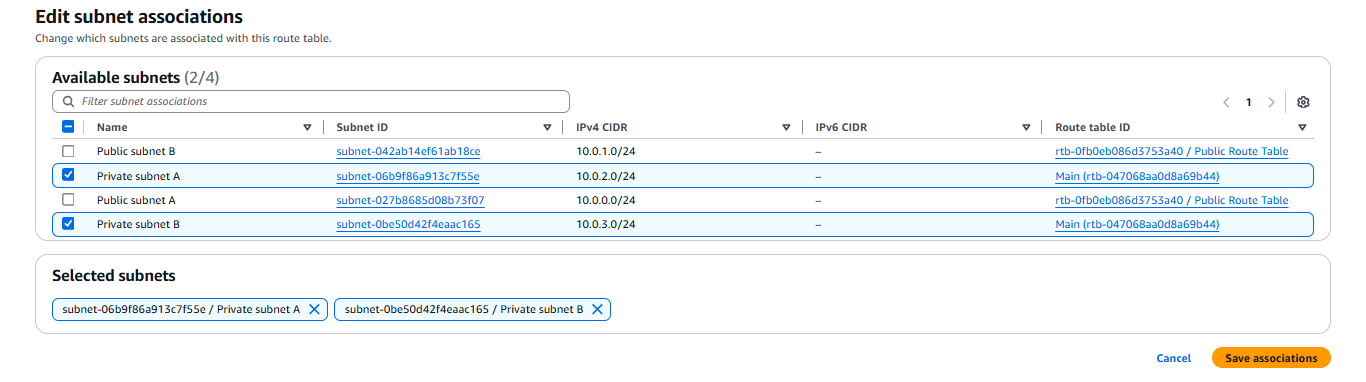 Edit subnet associations
Change which subnets are associated with this route table.
Available subnets (2/4)
Filter subnet associations
1
Name Subnet ID IPv4 CIDR IPv6 CIDR Route table ID
Public subnet B subnet-042ab14ef61ab18ce 10.0.1.0/24 – rtb-0fb0eb086d3753a40 / Public Route Table
Private subnet A subnet-06b9f86a913c7f55e 10.0.2.0/24 – Main (rtb-047068aa0d8a69b44)
Public subnet A subnet-027b8685d08b73f07 10.0.0.0/24 – rtb-0fb0eb086d3753a40 / Public Route Table
Private subnet B subnet-0be50d42f4eaac165 10.0.3.0/24 – Main (rtb-047068aa0d8a69b44)
Selected subnets
subnet-06b9f86a913c7f55e / Private subnet A subnet-0be50d42f4eaac165 / Private subnet B
Cancel Save associations